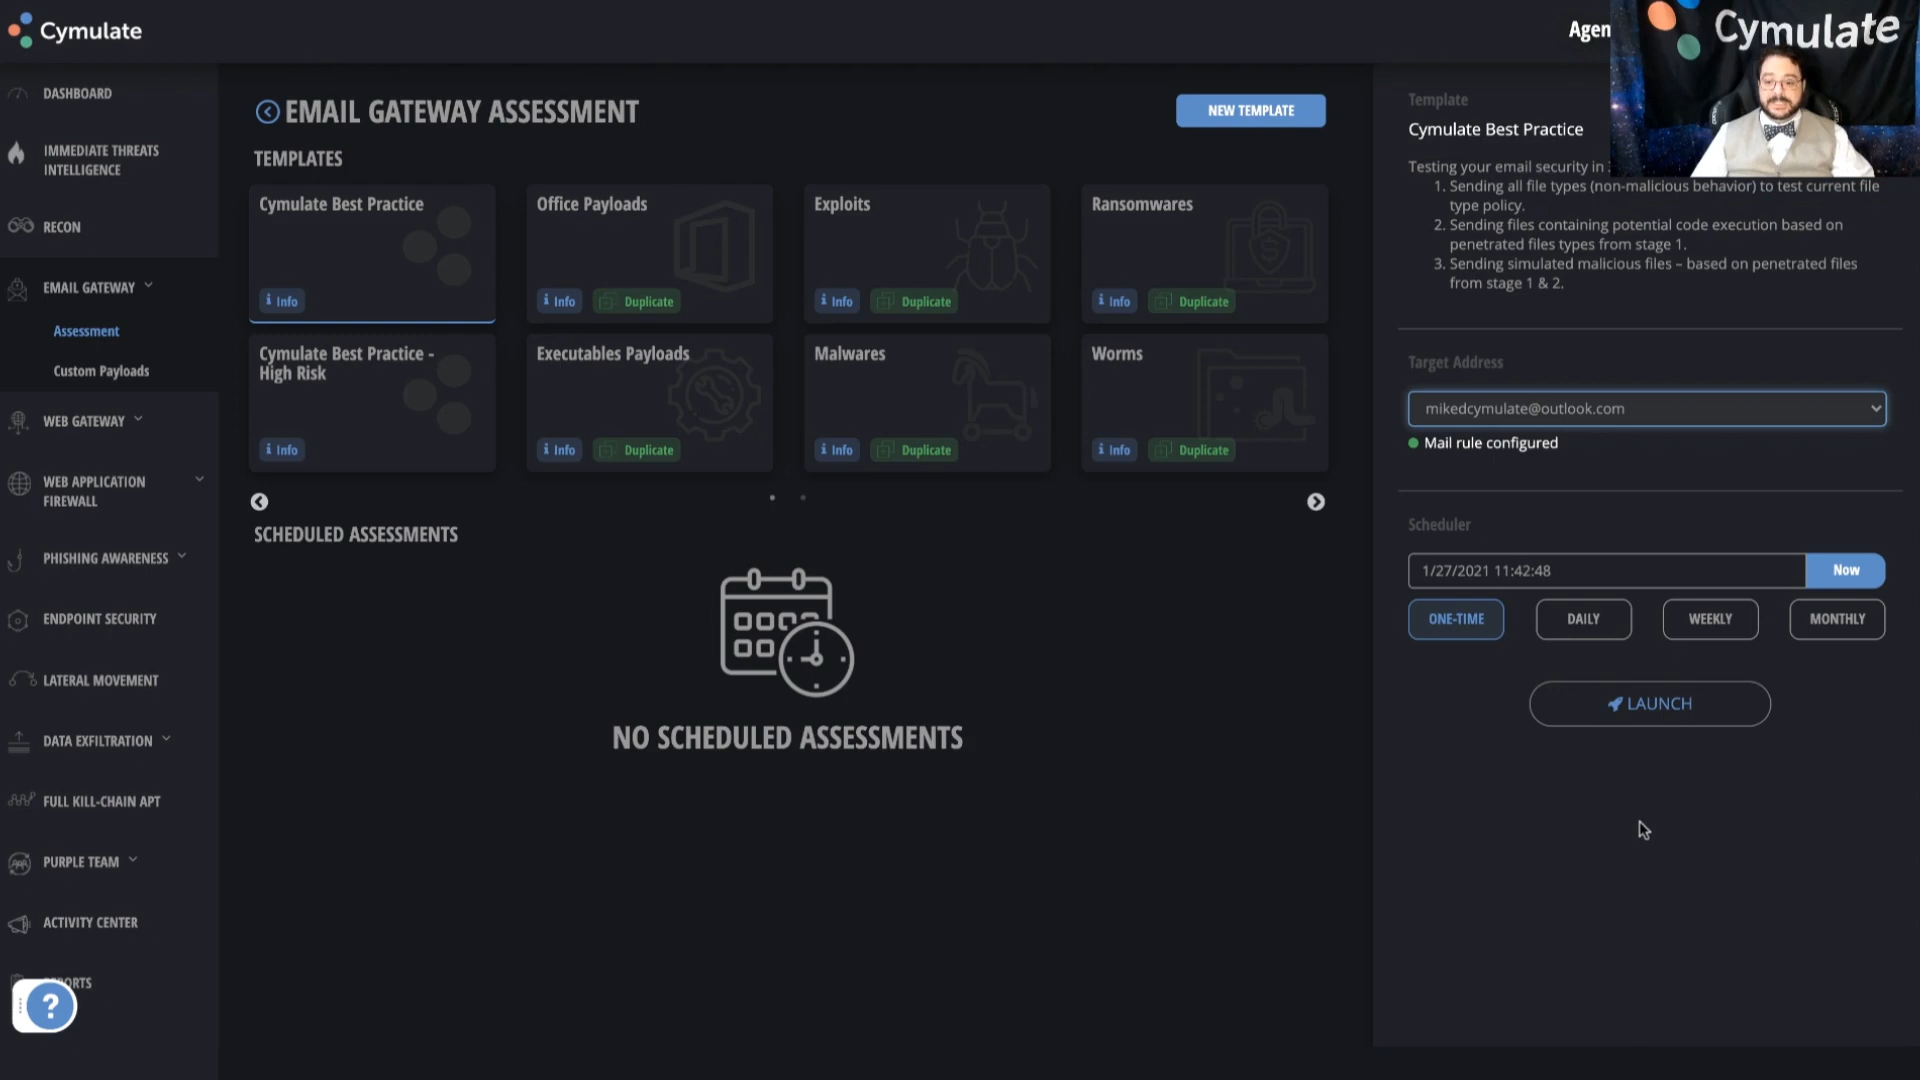 Cymulate
Agen
Cymulate
DASHBOARD
IMMEDIATE THREATS
INTELLIGENCE
RECON
EMAIL GATEWAY
Assessment
Custom Payloads
WEB GATEWAY
WEB APPLICATION
FIREWALL
PHISHING AWARENESS
ENDPOINT SECURITY
LATERAL MOVEMENT
DATA EXFILTRATION
FULL KILL-CHAIN APT
PURPLE TEAM
ACTIVITY CENTER
PORTS
?
EMAIL GATEWAY ASSESSMENT
NEW TEMPLATE
TEMPLATES
Cymulate Best Practice
i Info
Office Payloads
i Info Duplicate
Exploits
i Info Duplicate
Ransomwares
i Info Duplicate
Cymulate Best Practice -
High Risk
i Info
Executables Payloads
i Info Duplicate
Malwares
i Info Duplicate
Worms
i Info Duplicate
SCHEDULED ASSESSMENTS
NO SCHEDULED ASSESSMENTS
Template
Cymulate Best Practice
Testing your email security in
1. Sending all file types (non-malicious behavior) to test current file
type policy.
2. Sending files containing potential code execution based on
penetrated files types from stage 1.
3. Sending simulated malicious files – based on penetrated files
from stage 1 & 2.
Target Address
mikedcymulate@outlook.com
Mail rule configured
Scheduler
1/27/2021 11:42:48 Now
ONE-TIME DAILY WEEKLY MONTHLY
LAUNCH